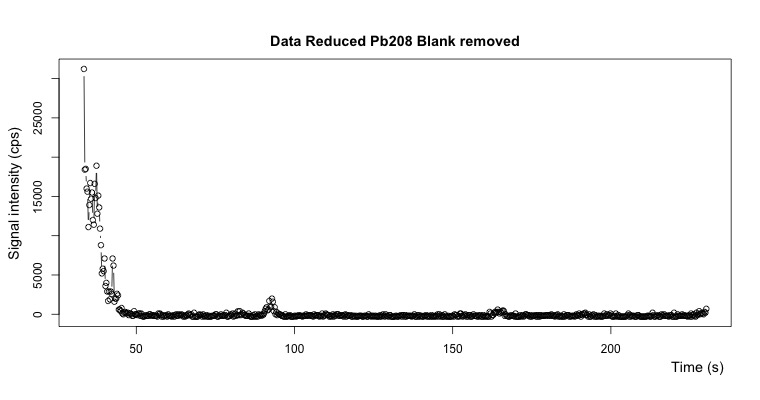 Data Reduced Pb208 Blank removed
Signal intensity (cps)
25000
15000
5000
0
50 100 150 200
Time (s)